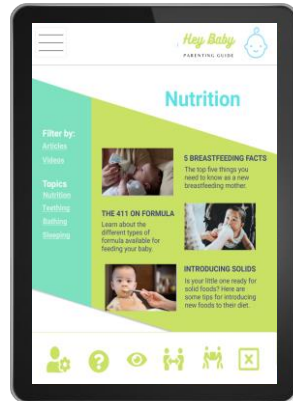 Hey Baby
PARENTING GUIDE
Nutrition
Filter by:
Articles
Videos
Topics
Nutrition
Teething
Bathing
Sleeping
5 BREASTFEEDING FACTS
The top five things you
need to know as a new
breastfeeding mother.
THE 411 ON FORMULA
Learn about the
different types of
formula available for
feeding your baby.
INTRODUCING SOLIDS
Is your little one ready for
solid foods? Here are
some tips for introducing
new foods to their diet.